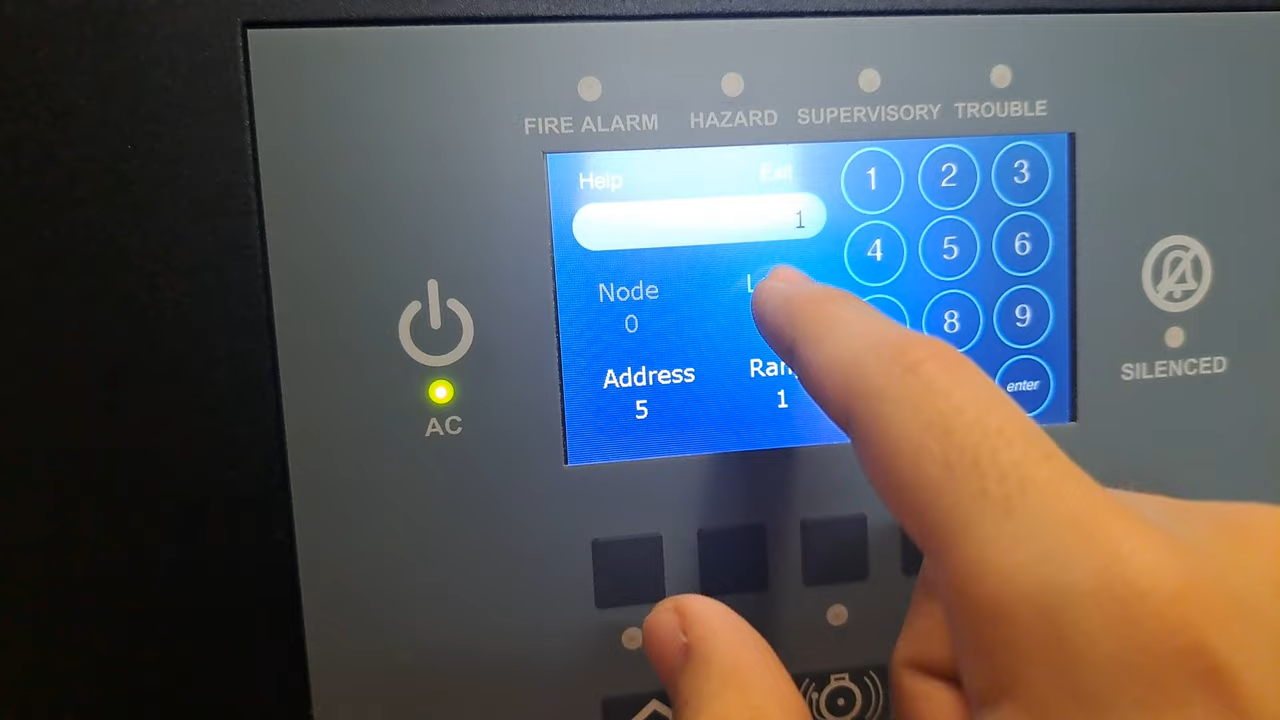 FIRE ALARM HAZARD SUPERVISORY TROUBLE
Help Exit 1 2 3
1
4 5 6
Node
0
8 9
Address
5 1
enter
AC
SILENCED